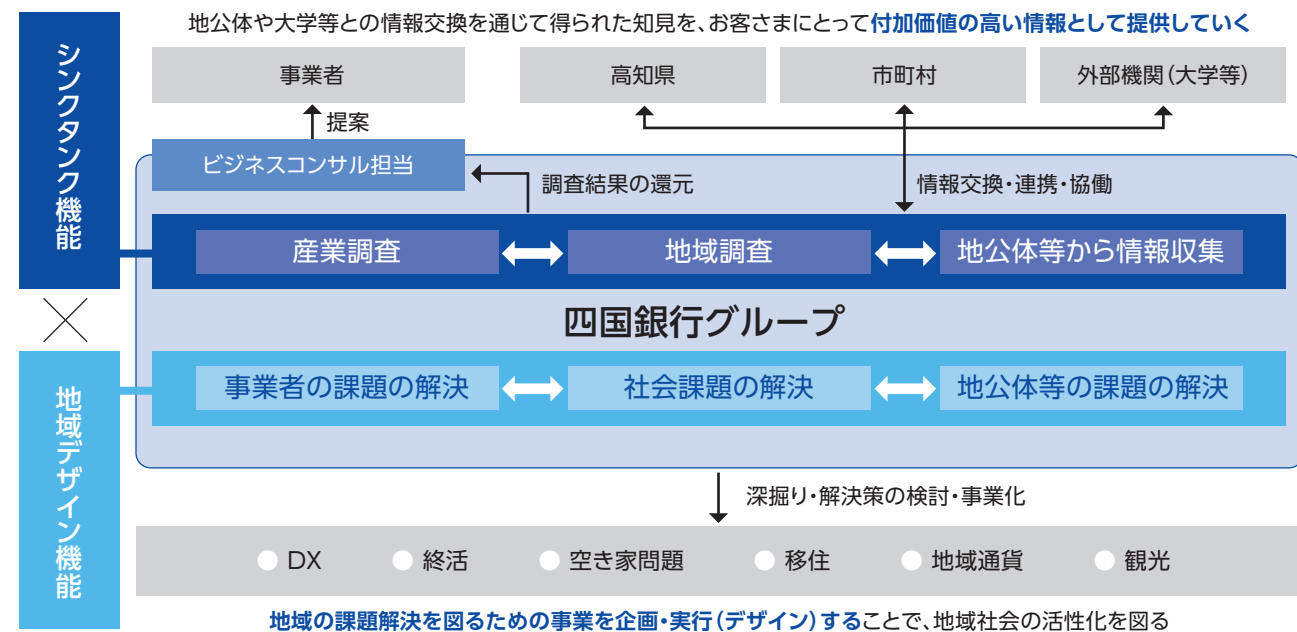 地公体や大学等との情報交換を通じて得られた知見を、お客さまにとって付加価値の高い情報として提供していく
シンクタンク機能
事業者
高知県
市町村
外部機関(大学等)
提案
ビジネスコンサル担当
調査結果の還元
情報交換・連携・協働
産業調査
地域調査
地公体等から情報収集
四国銀行グループ
地域デザイン機能
事業者の課題の解決
社会課題の解決
地公体等の課題の解決
深掘り・解決策の検討・事業化
DX
終活
空き家問題
移住
地域通貨
観光
地域の課題解決を図るための事業を企画・実行(デザイン)することで、地域社会の活性化を図る